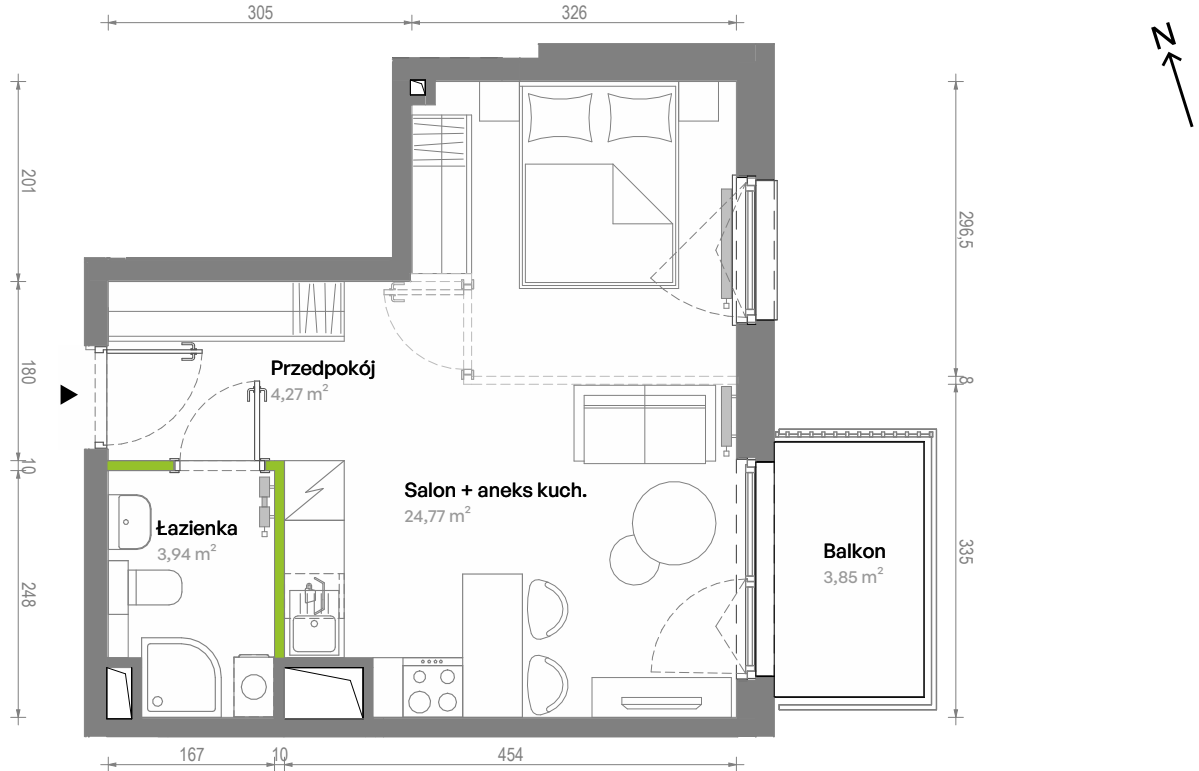 305
326
N
201
296,5
180
Przedpokój
4,27 m²
8
10
Salon + aneks kuch.
24,77 m²
Łazienka
3,94 m²
Balkon
3,85 m²
335
248
167
10
454